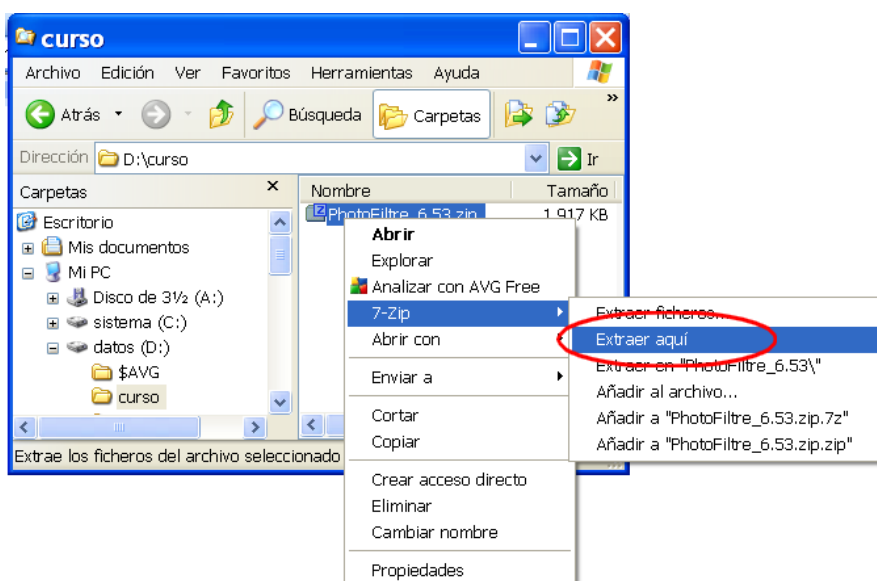 curso
Archivo Edición Ver Favoritos Herramientas Ayuda
Atrás Búsqueda Carpetas »
Dirección D:\curso Ir
Carpetas x
Escritorio
Mis documentos
Mi PC
Disco de 3½ (A:)
sistema (C:)
datos (D:)
$AVG
curso
Nombre Tamaño
PhotoFiltre_6.53.zip 1.917 KB
Abrir
Explorar
Analizar con AVG Free
7-Zip
Abrir con
Enviar a
Cortar
Copiar
Crear acceso directo
Eliminar
Cambiar nombre
Propiedades
Extraer ficheros...
Extraer aquí
Extraer en "PhotoFiltre_6.53\"
Añadir al archivo...
Añadir a "PhotoFiltre_6.53.zip.7z"
Añadir a "PhotoFiltre_6.53.zip.zip"
Extrae los ficheros del archivo seleccionado